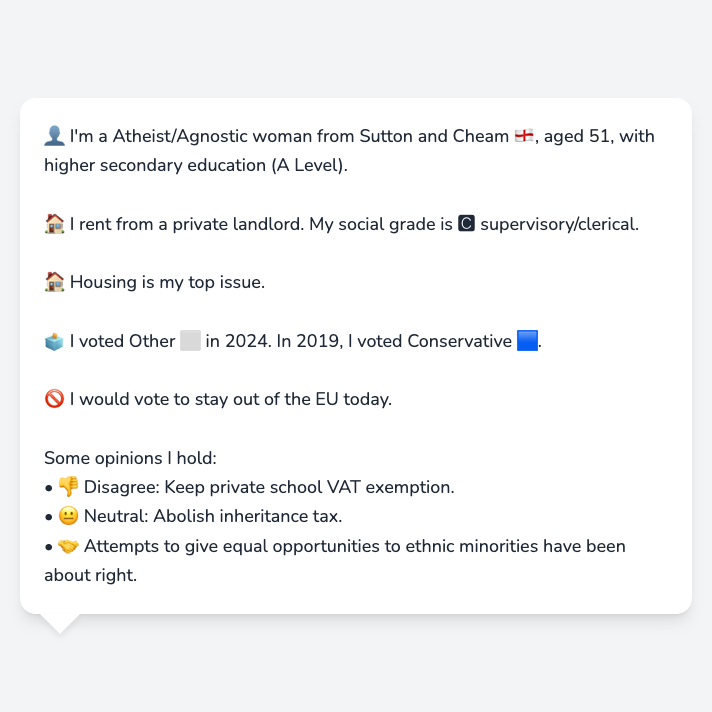 👤 I'm a Atheist/Agnostic woman from Sutton and Cheam 🏴󠁧󠁢󠁥󠁮󠁧󠁿, aged 51, with
higher secondary education (A Level).
🏠 I rent from a private landlord. My social grade is 🅲 supervisory/clerical.
🏠 Housing is my top issue.
🗳️ I voted Other ⬜ in 2024. In 2019, I voted Conservative 🟦.
🚫 I would vote to stay out of the EU today.
Some opinions I hold:
• 👎 Disagree: Keep private school VAT exemption.
• 😐 Neutral: Abolish inheritance tax.
• 🤝 Attempts to give equal opportunities to ethnic minorities have been
about right.